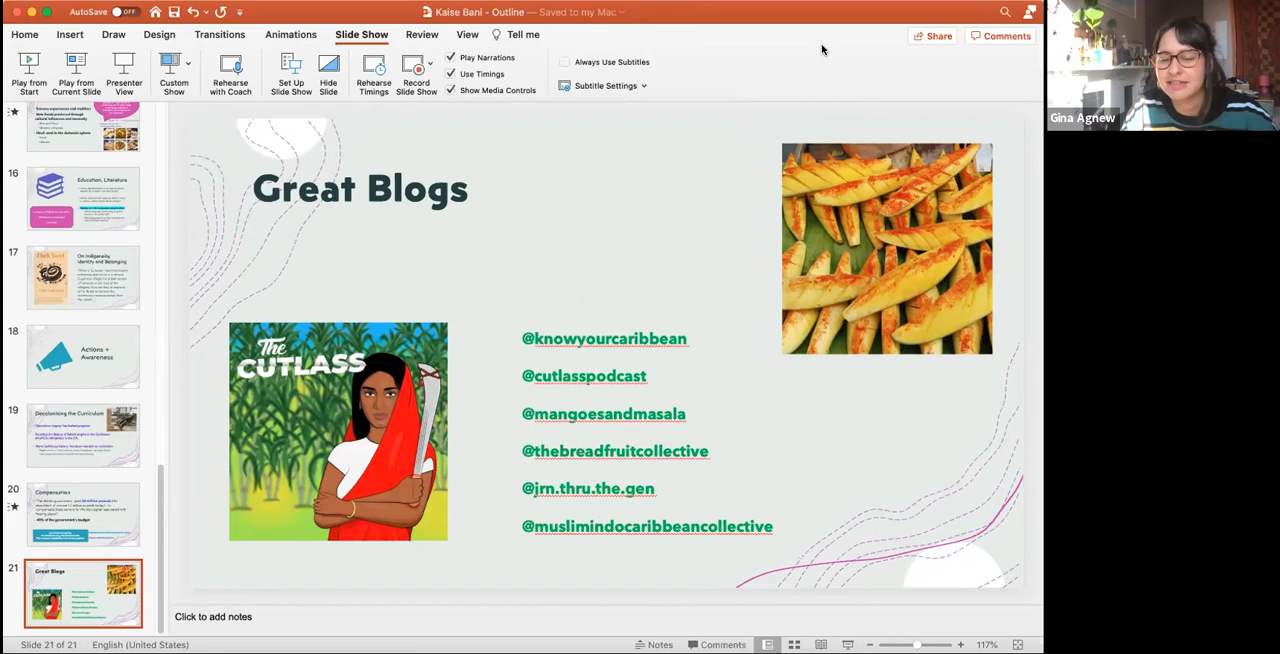 AutoSave OFF
Kaise Bani - Outline — Saved to my Mac
Home Insert Draw Design Transitions Animations Slide Show Review View Tell me
Share Comments
Play from Start
Play from Current Slide
Presenter View
Custom Show
Rehearse with Coach
Set Up Slide Show
Hide Slide
Rehearse Timings
Record Slide Show
Play Narrations
Use Timings
Show Media Controls
Always Use Subtitles
Subtitle Settings
Gina Agnew
16
Education, Literature
17
On Indigeneity,
Identity and Belonging
18
Actions +
Awareness
19
Decolonising the Curriculum
20
Compensation
21
Great Blogs
Great Blogs
The
CUTLASS
@knowyourcaribbean
@cutlasspodcast
@mangoesandmasala
@thebreadfruitcollective
@jrn.thru.the.gen
@muslimindocaribbeancollective
Click to add notes
Slide 21 of 21 English (United States) Notes Comments 117%